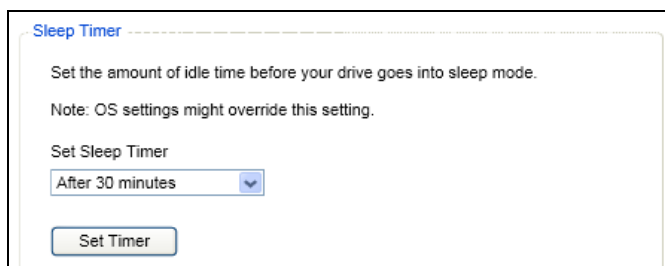 Sleep Timer
Set the amount of idle time before your drive goes into sleep mode.
Note: OS settings might override this setting.
Set Sleep Timer
After 30 minutes
Set Timer